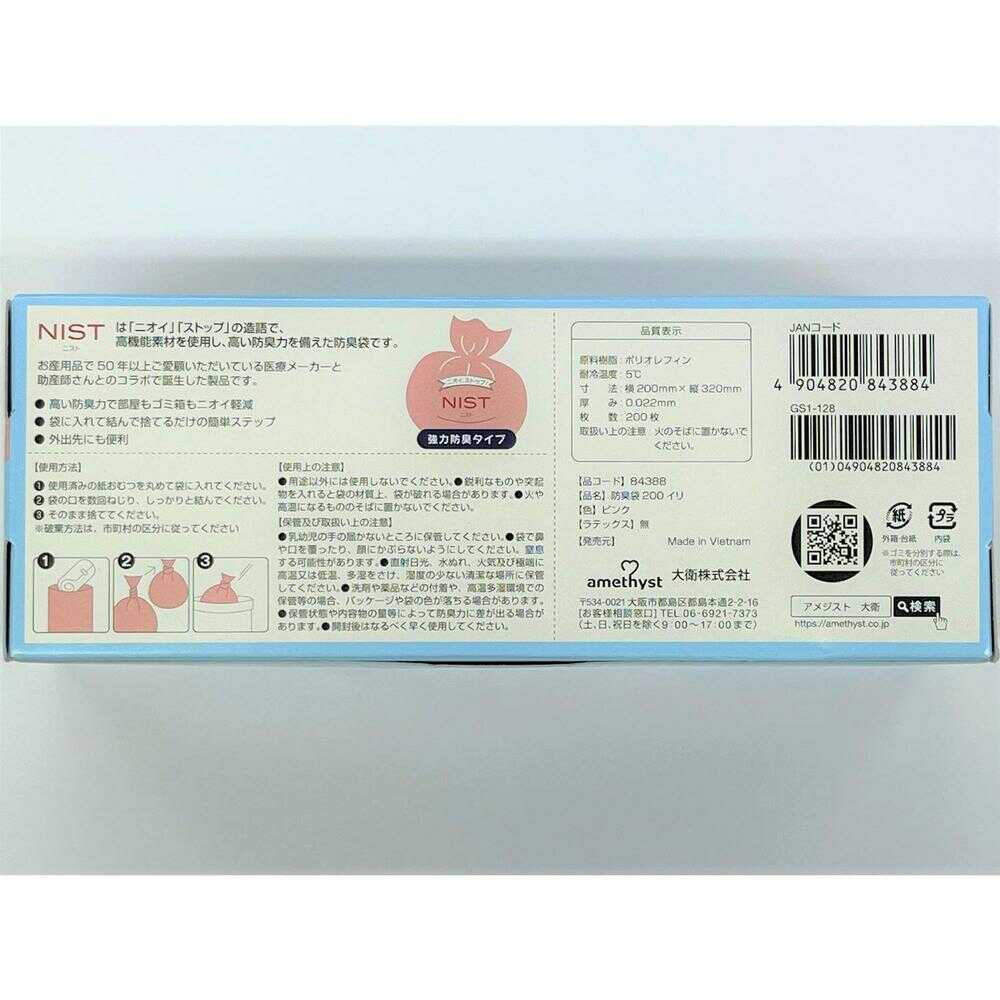 NIST
ニスト
は「ニオイ」「ストップ」の造語で、
高機能素材を使用し、高い防臭力を備えた防臭袋です。
お産用品で50年以上ご愛顧いただいている医療メーカーと
助産師さんとのコラボで誕生した製品です。
● 高い防臭力で部屋もゴミ箱もニオイ軽減
● 袋に入れて結んで捨てるだけの簡単ステップ
● 外出先にも便利
ニオイ、ストップ!
NIST
ニスト
強力防臭タイプ
【使用方法】
1 使用済みの紙おむつを丸めて袋に入れてください。
2 袋の口を数回ねじり、しっかりと結んでください。
3 そのまま捨ててください。
※破棄方法は、市町村の区分に従ってください
1
2
3
【使用上の注意】
●用途以外には使用しないでください。●鋭利なものや突起
物を入れると袋の材質上、袋が破れる場合があります。●火や
高温になるもののそばに置かないでください。
【保管及び取扱い上の注意】
●乳幼児の手の届かないところに保管してください。●袋で鼻
や口を覆ったり、顔にかぶらないようにしてください。窒息
する可能性があります。●直射日光、水ぬれ、火気及び極端に
高温又は低温、多湿をさけ、湿度の少ない清潔な場所に保管
してください。●洗剤や薬品などの付着や、高温多湿環境での
保管等の場合、パッケージや袋の色が落ちる場合があります。
●保管状態や内容物の量等によって防臭力に差が出る場合が
あります。●開封後はなるべく早く使用してください。
品質表示
原料樹脂:ポリオレフィン
耐冷温度:5℃
寸 法:横200mm×縦320mm
厚 み:0.022mm
枚 数:200枚
取扱い上の注意:火のそばに置かないで
ください。
【品コード】84388
【品名】防臭袋 200 イリ
【色】ピンク
【ラテックス】無
【発売元】 Made in Vietnam
amethyst 大衛株式会社
〒534-0021 大阪市都島区都島本通2-2-16
【お客様相談窓口】TEL 06-6921-7373
(土、日、祝日を除く9:00～17:00まで)
JANコード
4 904820 843884
GS1-128
(01)04904820843884
紙
外箱・台紙
プラ
内袋
※ゴミを分別する際は、
市町村の区分に
従ってください。
アメジスト 大衛 検索
https://amethyst.co.jp